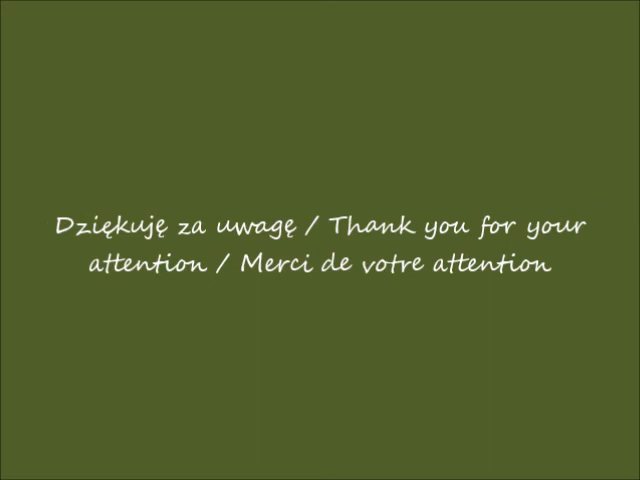 Dziękuję za uwagę / Thank you for your
attention / Merci de votre attention